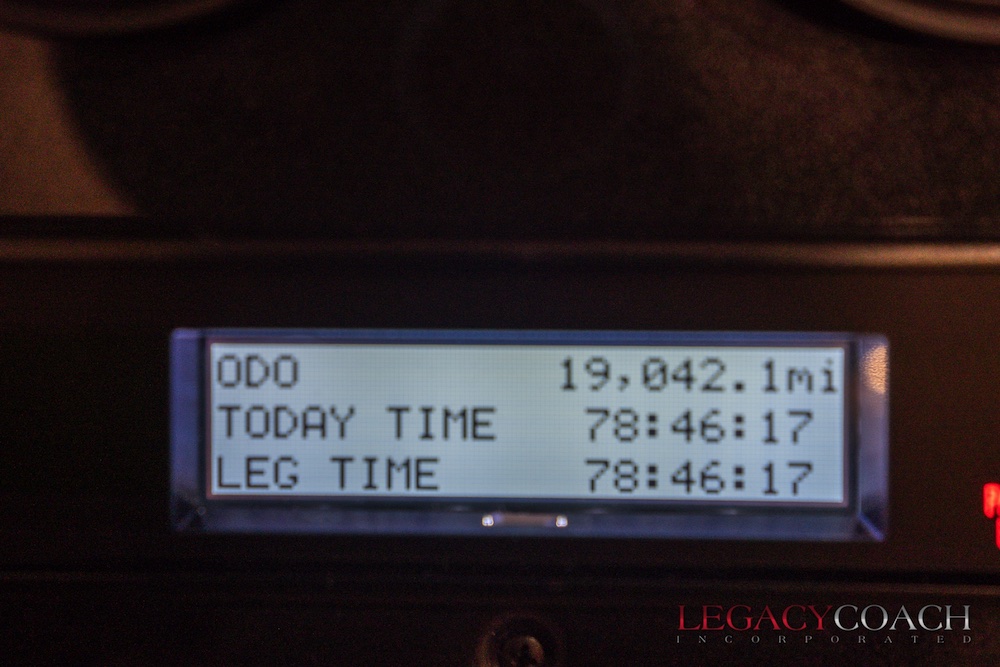 ODO 19,042.1mi
TODAY TIME 78:46:17
LEG TIME 78:46:17
LEGACYCOACH
INCORPORATED